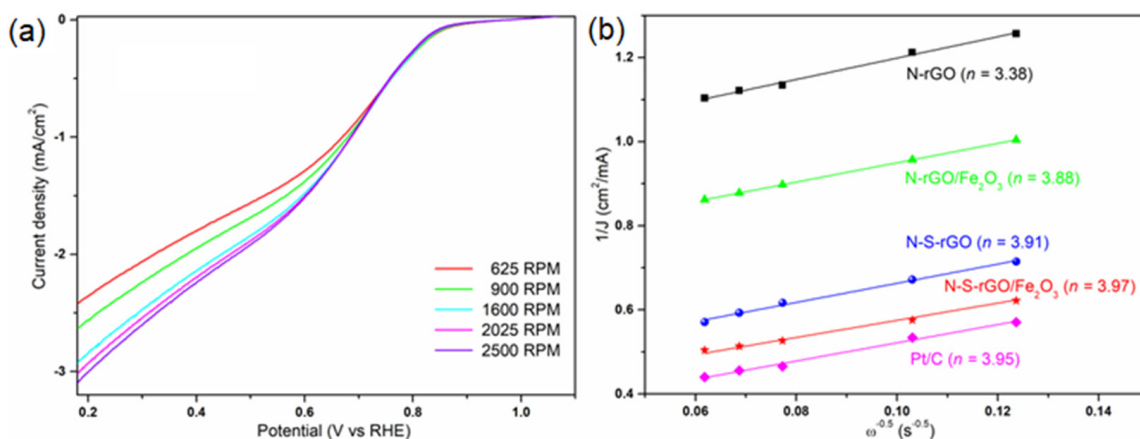 (a)
0
-1
-2
-3
Current density (mA/cm²)
625 RPM
900 RPM
1600 RPM
2025 RPM
2500 RPM
0.2 0.4 0.6 0.8 1.0
Potential (V vs RHE)
(b)
1.2
1.0
0.8
0.6
0.4
1/J (cm²/mA)
N-rGO (n = 3.38)
N-rGO/Fe₂O₃ (n = 3.88)
N-S-rGO (n = 3.91)
N-S-rGO/Fe₂O₃ (n = 3.97)
Pt/C (n = 3.95)
0.06 0.08 0.10 0.12
ω⁻⁰·⁵ (s⁻⁰·⁵)